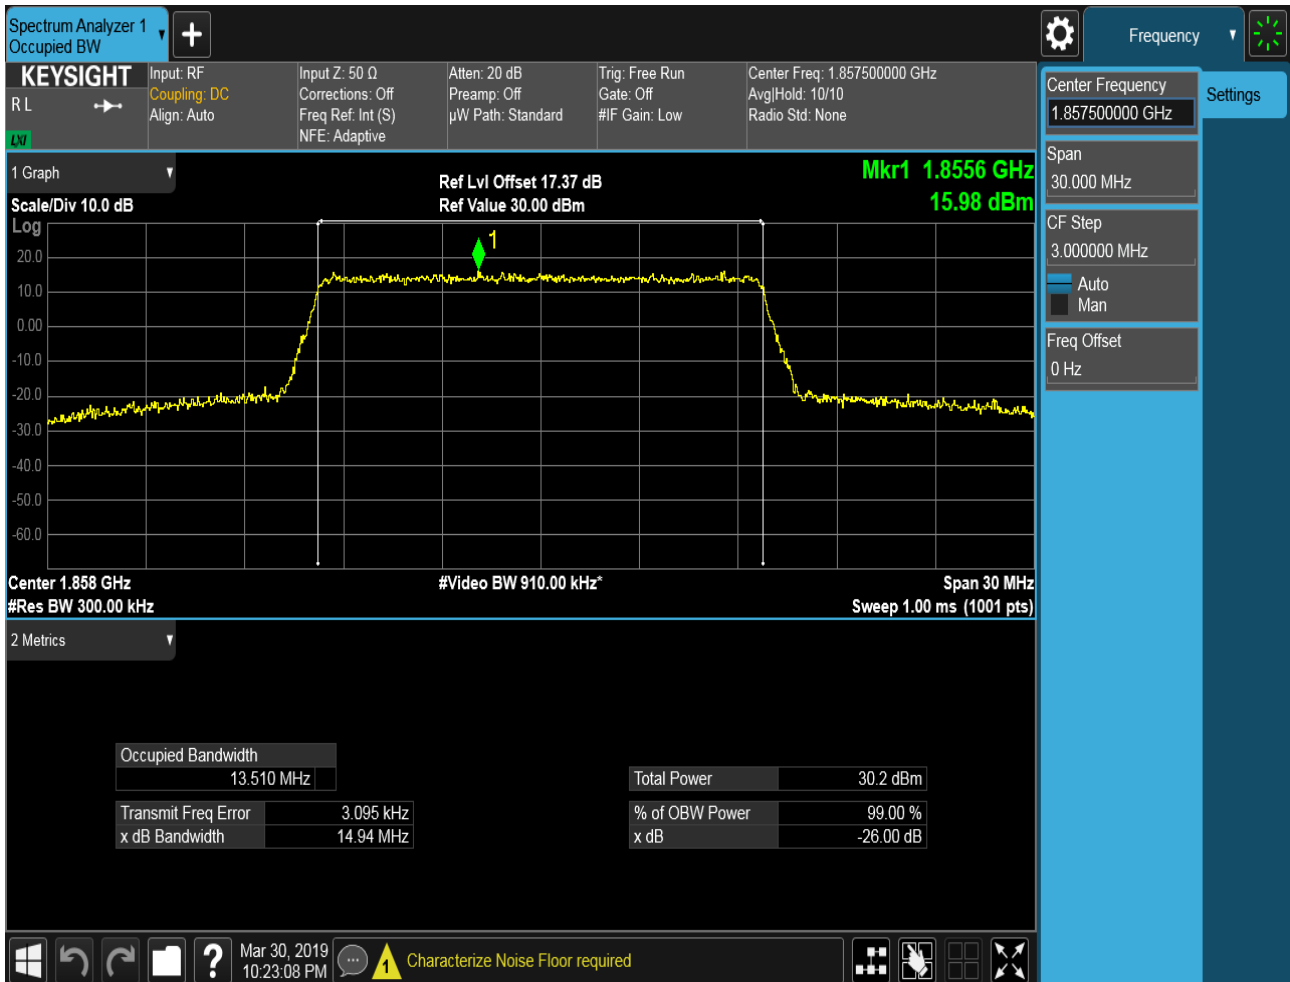 Spectrum Analyzer 1
Occupied BW
Frequency
KEYSIGHT
R L
LXI
Input: RF
Coupling: DC
Align: Auto
Input Z: 50 Ω
Corrections: Off
Freq Ref: Int (S)
NFE: Adaptive
Atten: 20 dB
Preamp: Off
µW Path: Standard
Trig: Free Run
Gate: Off
#IF Gain: Low
Center Freq: 1.857500000 GHz
Avg|Hold: 10/10
Radio Std: None
Center Frequency
1.857500000 GHz
Settings
Span
30.000 MHz
CF Step
3.000000 MHz
Auto
Man
Freq Offset
0 Hz
1 Graph
Scale/Div 10.0 dB
Log
Ref Lvl Offset 17.37 dB
Ref Value 30.00 dBm
Mkr1 1.8556 GHz
15.98 dBm
1
20.0
10.0
0.00
-10.0
-20.0
-30.0
-40.0
-50.0
-60.0
Center 1.858 GHz
#Res BW 300.00 kHz
#Video BW 910.00 kHz*
Span 30 MHz
Sweep 1.00 ms (1001 pts)
2 Metrics
Occupied Bandwidth
13.510 MHz
Transmit Freq Error 3.095 kHz
x dB Bandwidth 14.94 MHz
Total Power 30.2 dBm
% of OBW Power 99.00 %
x dB -26.00 dB
?
Mar 30, 2019
10:23:08 PM
1
Characterize Noise Floor required